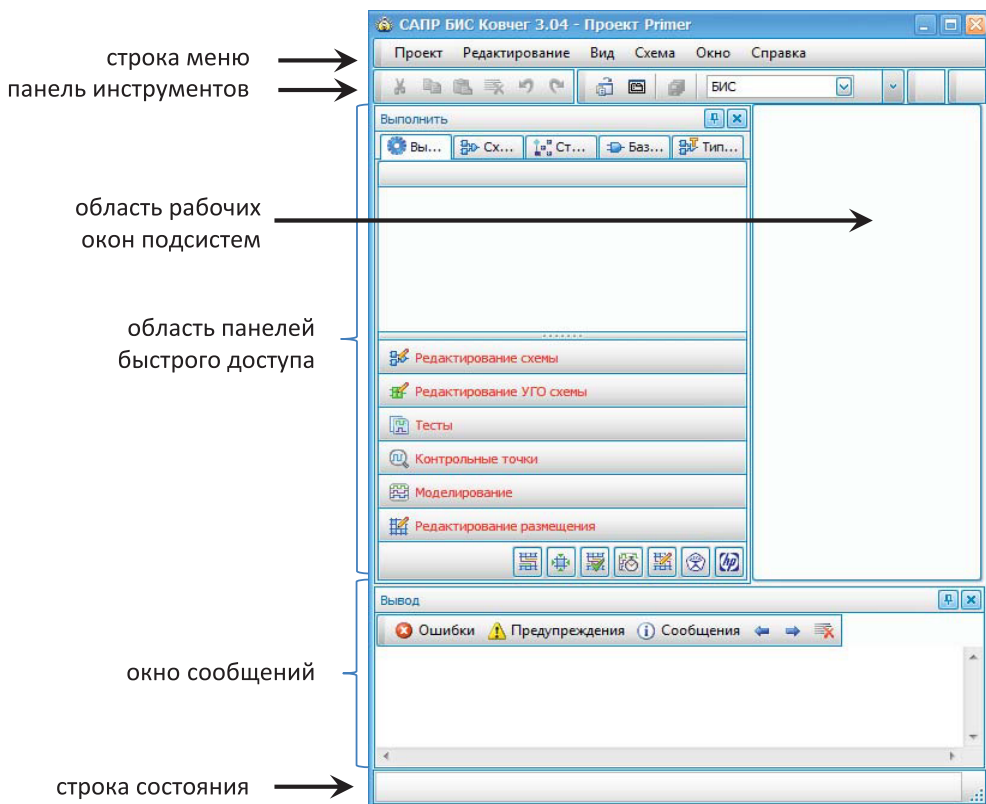 САПР БИС Ковчег 3.04 - Проект Primer
строка меню
Проект Редактирование Вид Схема Окно Справка
панель инструментов
БИС
Выполнить
Вы... Сх... Ст... Баз... Тип...
область рабочих
окон подсистем
область панелей
быстрого доступа
Редактирование схемы
Редактирование УГО схемы
Тесты
Контрольные точки
Моделирование
Редактирование размещения
hp
Вывод
Ошибки Предупреждения Сообщения
окно сообщений
строка состояния